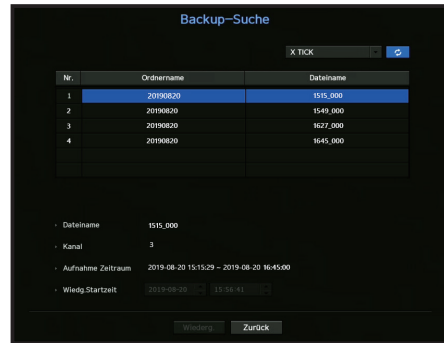 Backup-Suche
X TICK
Nr. Ordnername Dateiname
1 20190820 1515_000
2 20190820 1549_000
3 20190820 1627_000
4 20190820 1645_000
Dateiname 1515_000
Kanal 3
Aufnahme Zeitraum 2019-08-20 15:15:29 ~ 2019-08-20 16:45:00
Wiedg.Startzeit 2019-08-20 15:56:41
Wiederg. Zurück